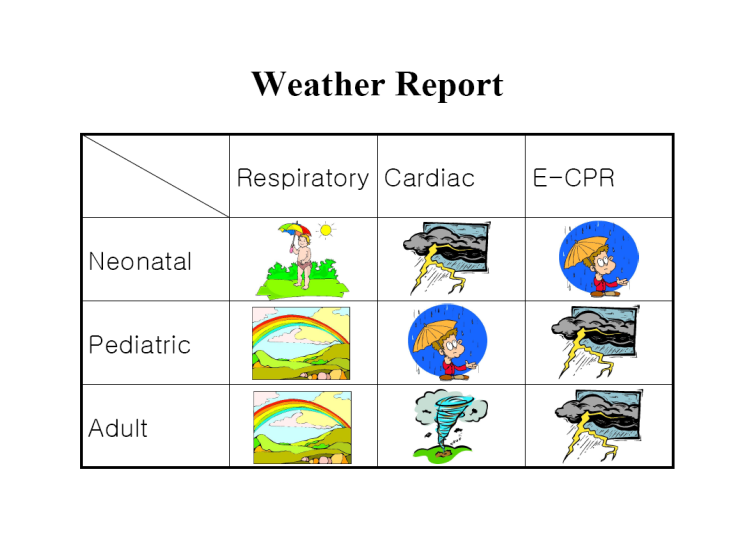 Weather Report
Respiratory Cardiac E-CPR
Neonatal
Pediatric
Adult